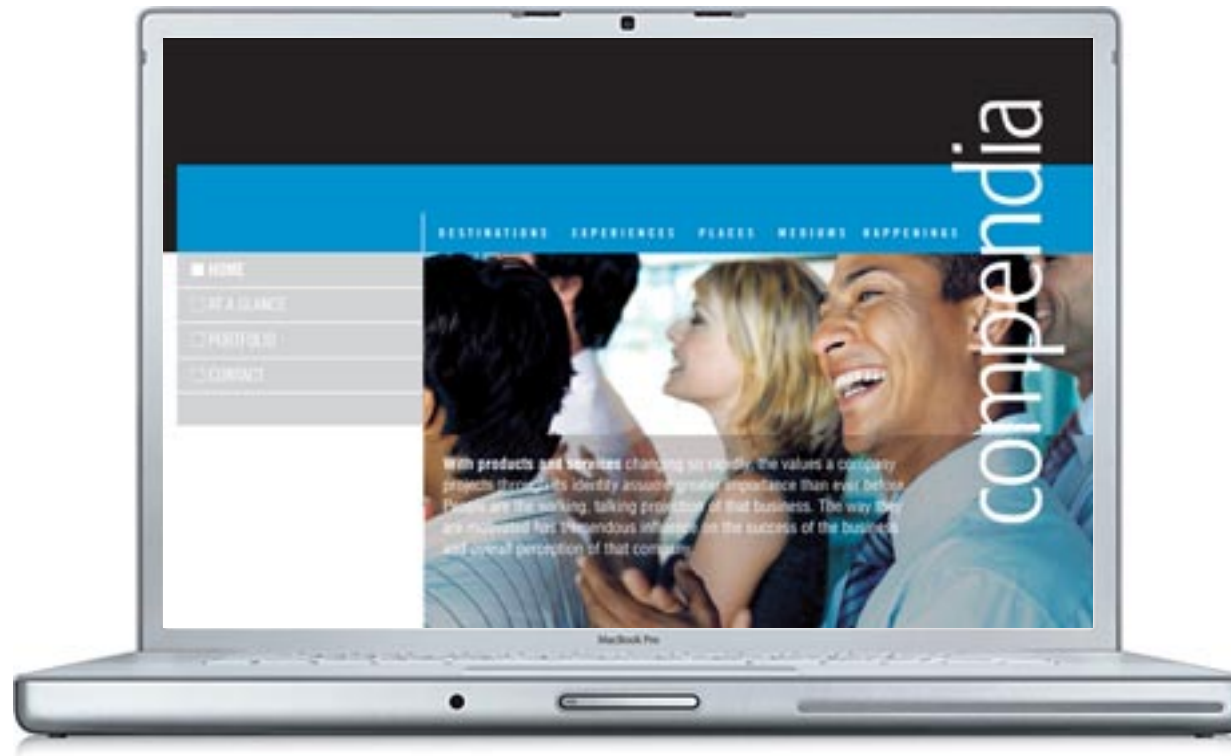 compendia
DESTINATIONS EXPERIENCES PLACES MEDIUMS HAPPENINGS
HOME
AT A GLANCE
PORTFOLIO
CONTACT
With products and services changing so rapidly, the values a company
projects through its identity assume greater importance than ever before.
People are the working, talking projection of that business. The way they
are motivated has tremendous influence on the success of the business
and overall perception of that company.
MacBook Pro